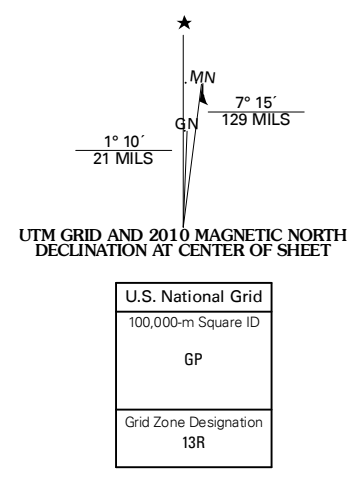 ★
MN
7° 15´
129 MILS
GN
1° 10´
21 MILS
UTM GRID AND 2010 MAGNETIC NORTH
DECLINATION AT CENTER OF SHEET
U.S. National Grid
100,000-m Square ID
GP
Grid Zone Designation
13R